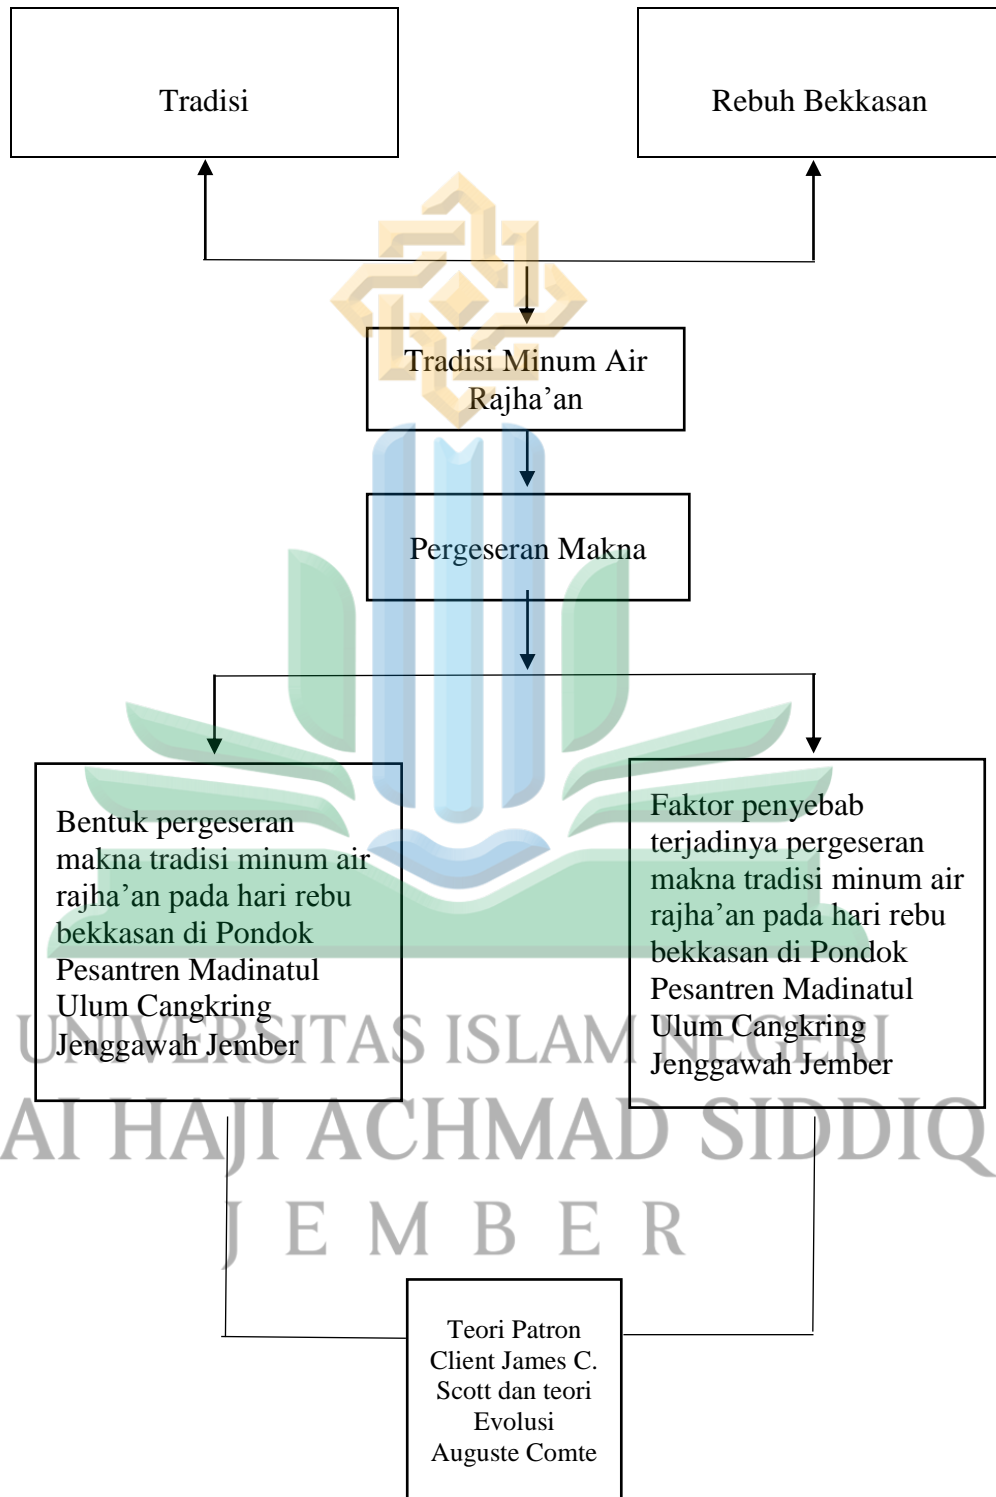 Tradisi
Rebuh Bekkasan
Tradisi Minum Air
Rajha’an
Pergeseran Makna
Bentuk pergeseran
makna tradisi minum air
rajha’an pada hari rebu
bekkasan di Pondok
Pesantren Madinatul
Ulum Cangkring
Jenggawah Jember
Faktor penyebab
terjadinya pergeseran
makna tradisi minum air
rajha’an pada hari rebu
bekkasan di Pondok
Pesantren Madinatul
Ulum Cangkring
Jenggawah Jember
UNIVERSITAS ISLAM NEGERI
AI HAJI ACHMAD SIDDIQ
JEMBER
Teori Patron
Client James C.
Scott dan teori
Evolusi
Auguste Comte